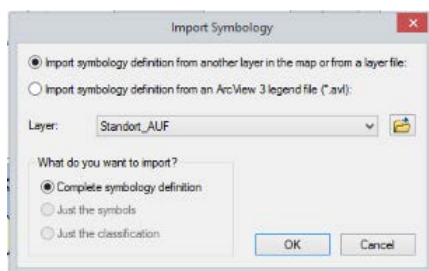 Import Symbology
Import symbology definition from another layer in the map or from a layer file:
Import symbology definition from an ArcView 3 legend file (*.avl):
Layer: Standort_AUF
What do you want to import?
Complete symbology definition
Just the symbols
Just the classification
OK Cancel